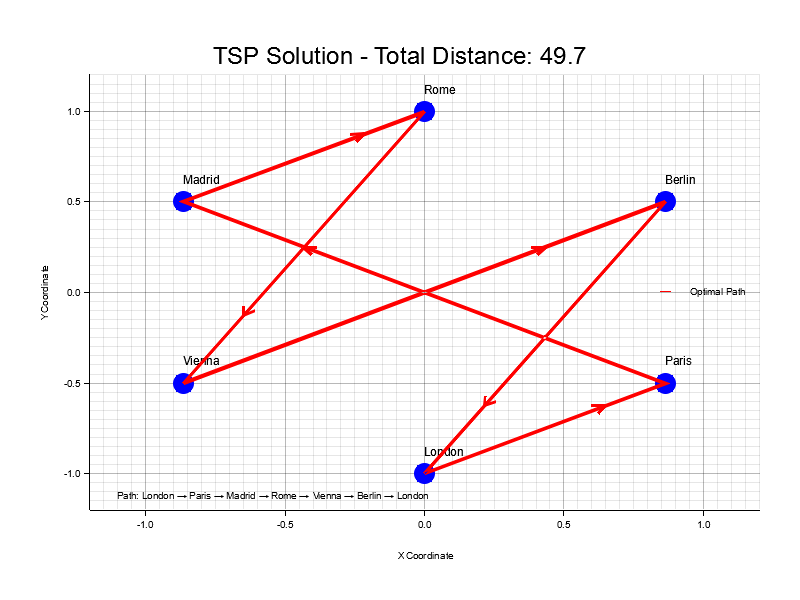 TSP Solution - Total Distance: 49.7
Rome
1.0
Madrid
Berlin
0.5
Y Coordinate
0.0
Optimal Path
Vienna
Paris
-0.5
London
-1.0
Path: London → Paris → Madrid → Rome → Vienna → Berlin → London
-1.0 -0.5 0.0 0.5 1.0
X Coordinate